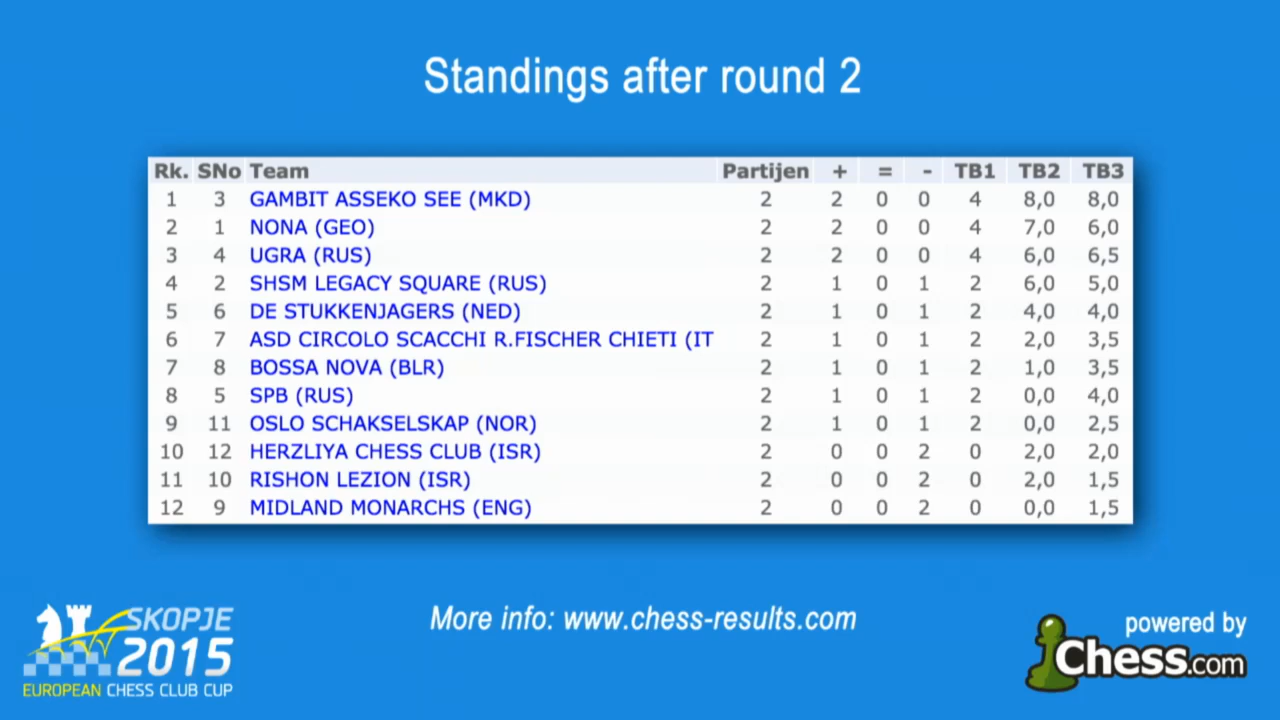 Standings after round 2
Rk. SNo Team Partijen + = - TB1 TB2 TB3
1 3 GAMBIT ASSEKO SEE (MKD) 2 2 0 0 4 8,0 8,0
2 1 NONA (GEO) 2 2 0 0 4 7,0 6,0
3 4 UGRA (RUS) 2 2 0 0 4 6,0 6,5
4 2 SHSM LEGACY SQUARE (RUS) 2 1 0 1 2 6,0 5,0
5 6 DE STUKKENJAGERS (NED) 2 1 0 1 2 4,0 4,0
6 7 ASD CIRCOLO SCACCHI R.FISCHER CHIETI (IT 2 1 0 1 2 2,0 3,5
7 8 BOSSA NOVA (BLR) 2 1 0 1 2 1,0 3,5
8 5 SPB (RUS) 2 1 0 1 2 0,0 4,0
9 11 OSLO SCHAKSELSKAP (NOR) 2 1 0 1 2 0,0 2,5
10 12 HERZLIYA CHESS CLUB (ISR) 2 0 0 2 0 2,0 2,0
11 10 RISHON LEZION (ISR) 2 0 0 2 0 2,0 1,5
12 9 MIDLAND MONARCHS (ENG) 2 0 0 2 0 0,0 1,5
SKOPJE
2015
EUROPEAN CHESS CLUB CUP
More info: www.chess-results.com
powered by
Chess.com